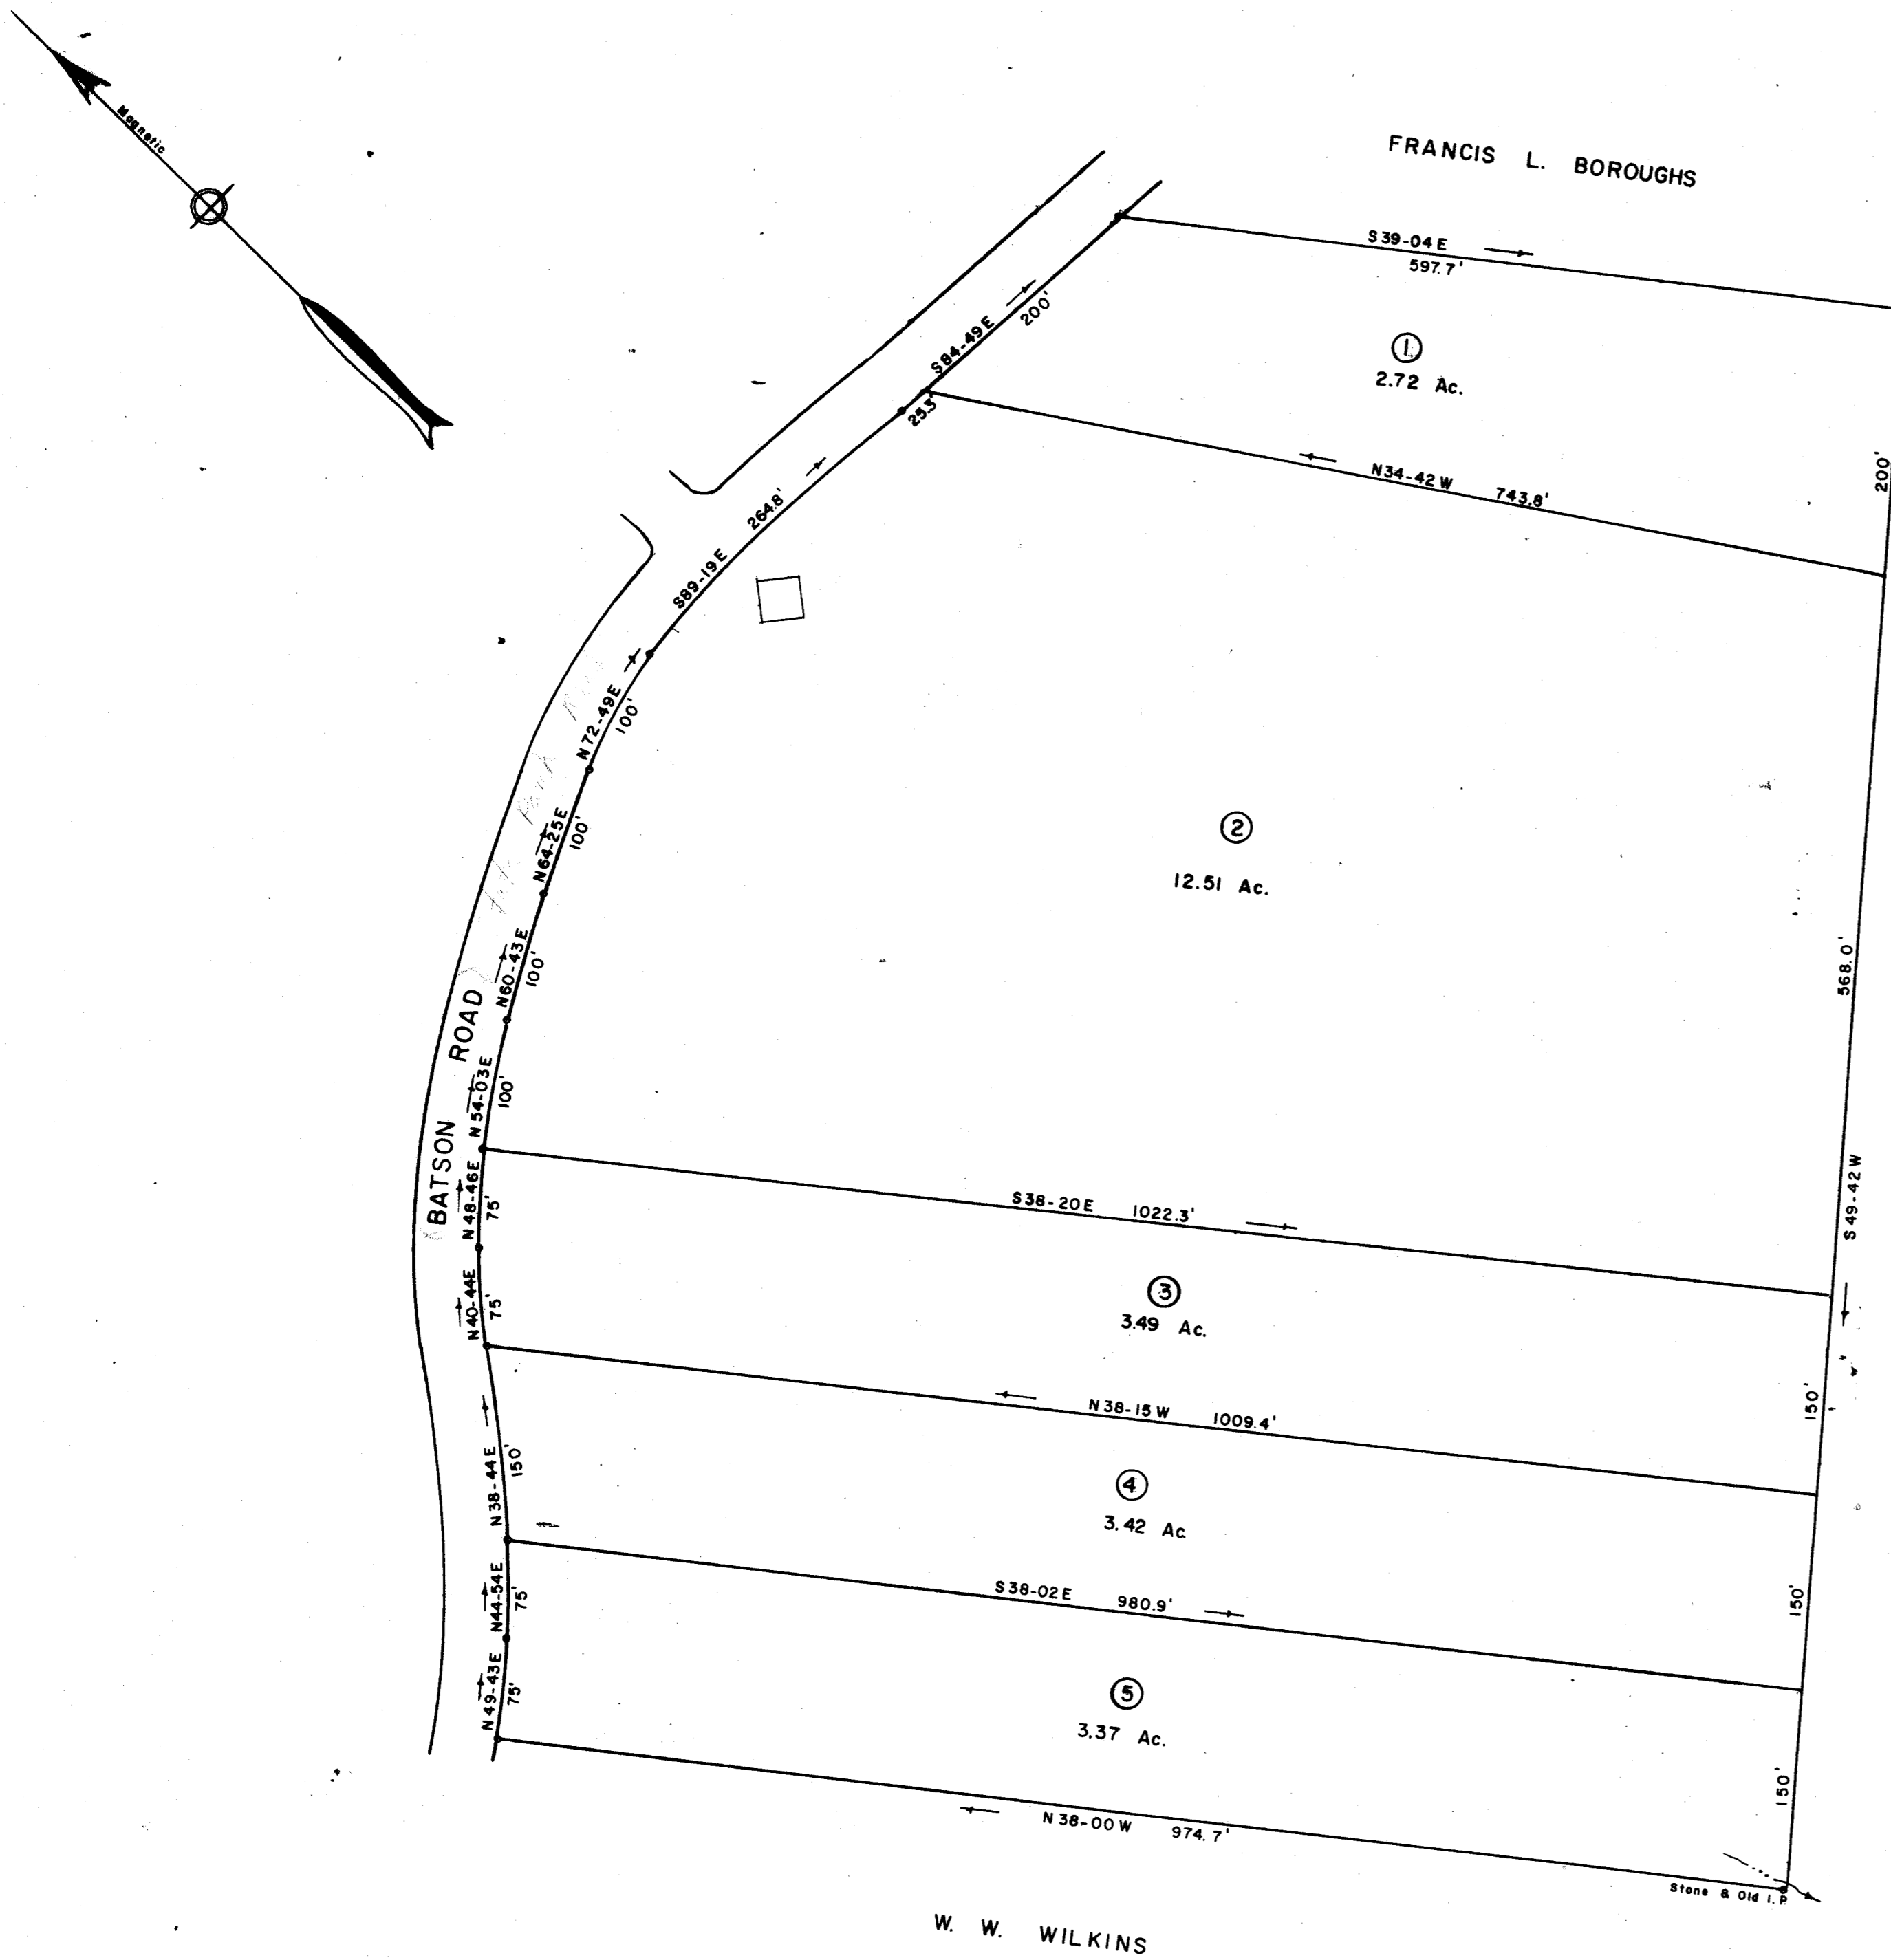 Magnetic
FRANCIS L. BOROUGHS
S39-04E
597.7'
1
2.72 Ac.
200'
S84-49E
200'
25.3'
N34-42W 743.8'
264.8'
S89-19E
N72-49E
100'
N64-25E
100'
2
12.51 Ac.
568.0'
N60-43E
100'
BATSON ROAD
N54-03E
100'
S49-42W
N48-46E
75'
S38-20E 1022.3'
N40-44E
75'
3
3.49 Ac.
150'
N38-15W 1009.4'
N38-44E
150'
4
3.42 Ac
150'
N44-54E
75'
S38-02E 980.9'
N49-43E
75'
5
3.37 Ac.
150'
N38-00W 974.7'
Stone & Old I.P.
W. W. WILKINS